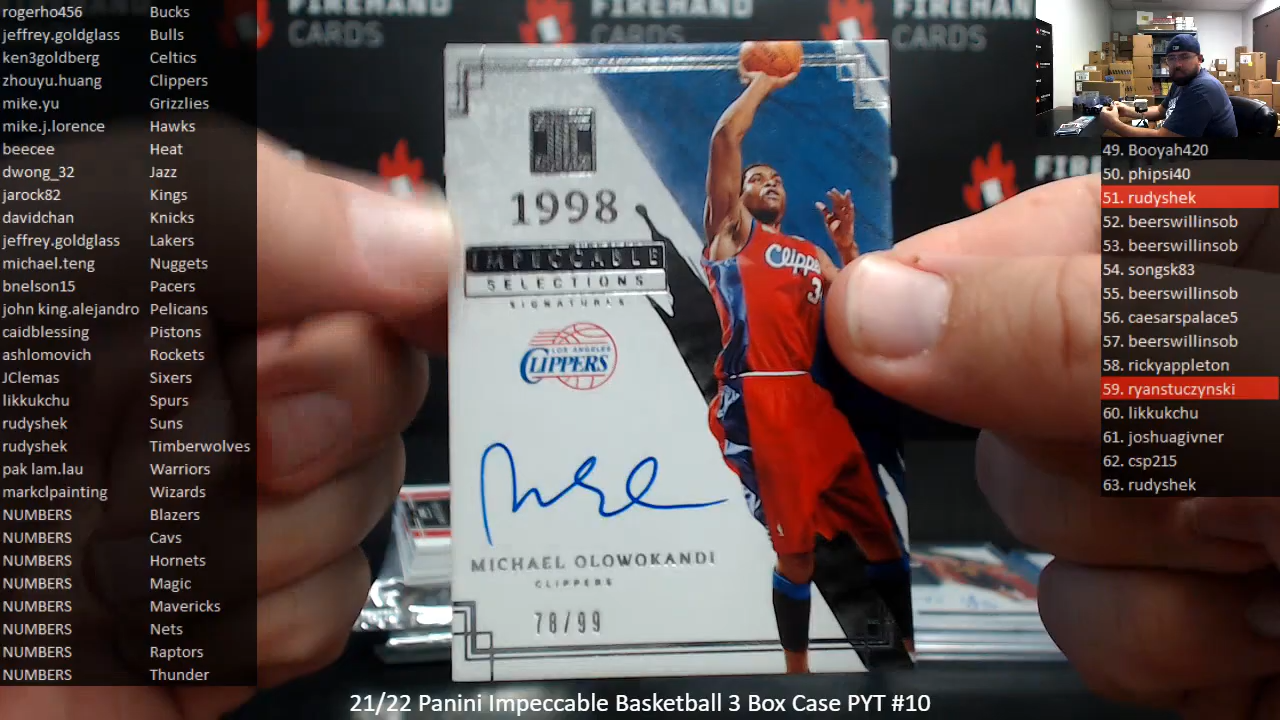 rogerho456 Bucks
jeffrey.goldglass Bulls
ken3goldberg Celtics
zhouyu.huang Clippers
mike.yu Grizzlies
mike.j.lorence Hawks
beecee Heat
dwong_32 Jazz
jarock82 Kings
davidchan Knicks
jeffrey.goldglass Lakers
michael.teng Nuggets
bnelson15 Pacers
john king.alejandro Pelicans
caidblessing Pistons
ashlomovich Rockets
JClemas Sixers
likkukchu Spurs
rudyshek Suns
rudyshek Timberwolves
pak lam.lau Warriors
markclpainting Wizards
NUMBERS Blazers
NUMBERS Cavs
NUMBERS Hornets
NUMBERS Magic
NUMBERS Mavericks
NUMBERS Nets
NUMBERS Raptors
NUMBERS Thunder
FIREHAND
CARDS
FIREHAND
CARDS
FIREHAN
CARDS
1998
IMPECCABLE
SELECTIONS
SIGNATURES
LOS ANGELES
CLIPPERS
Clippe
3
MICHAEL OLOWOKANDI
CLIPPERS
78/99
FIR
49. Booyah420
50. phipsi40
51. rudyshek
52. beerswillinsob
53. beerswillinsob
54. songsk83
55. beerswillinsob
56. caesarspalace5
57. beerswillinsob
58. rickyappleton
59. ryanstuczynski
60. likkukchu
61. joshuagivner
62. csp215
63. rudyshek
21/22 Panini Impeccable Basketball 3 Box Case PYT #10